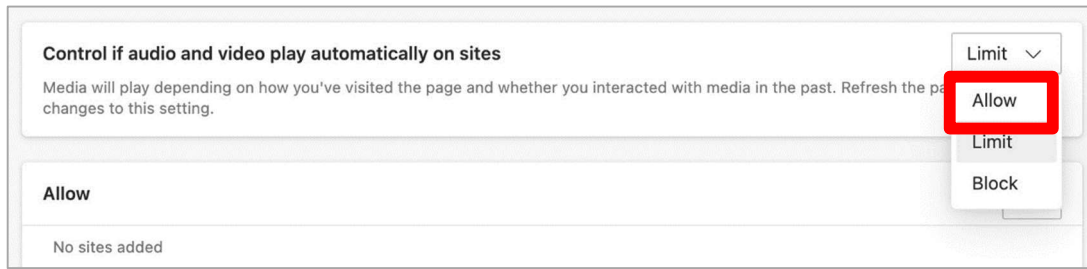 Control if audio and video play automatically on sites
Limit
Media will play depending on how you've visited the page and whether you interacted with media in the past. Refresh the
changes to this setting.
Allow
Limit
Block
Allow
No sites added